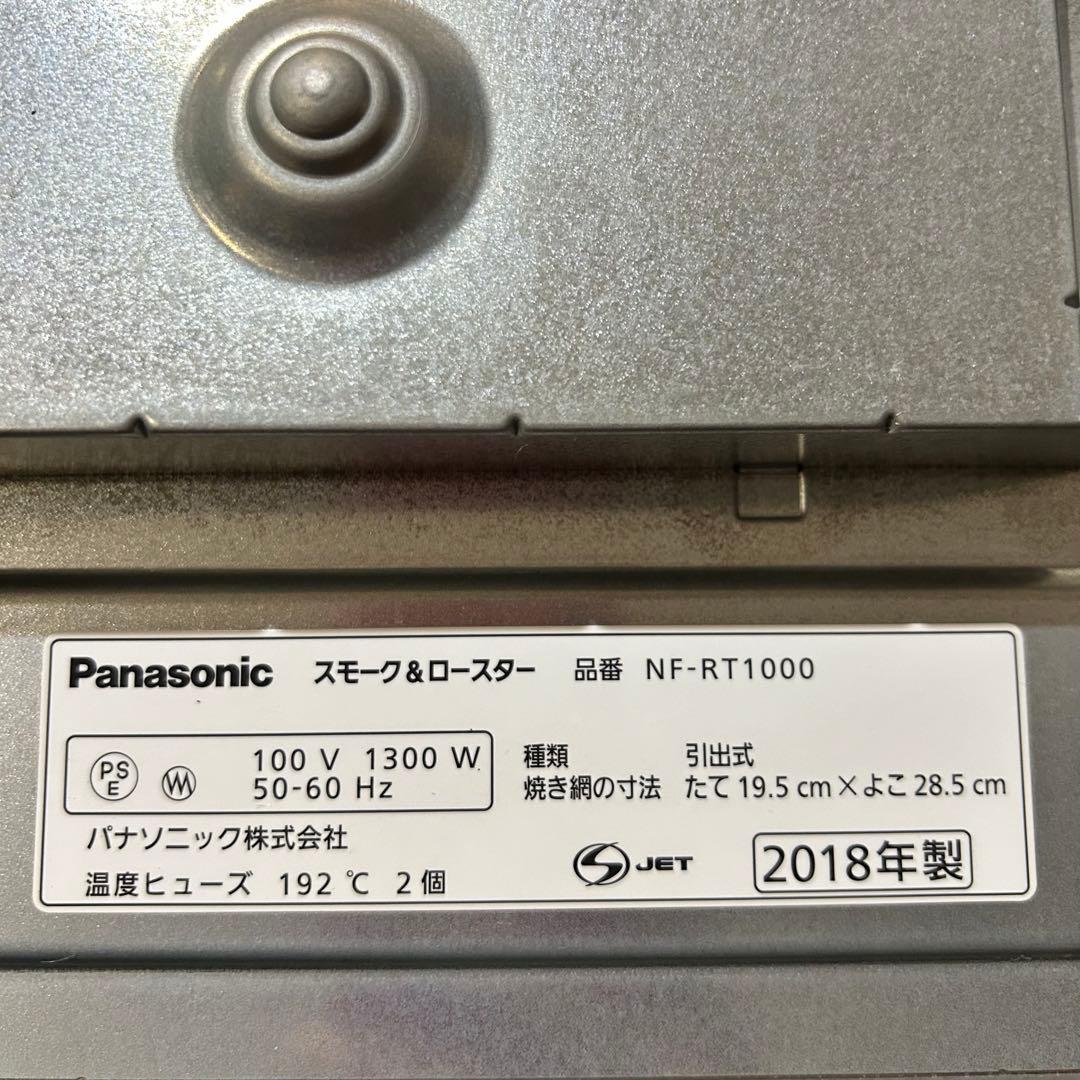 Panasonic スモーク&ロースター 品番 NF-RT1000
PS E 100 V 1300 W
50-60 Hz
種類 引出式
焼き網の寸法 たて 19.5 cm×よこ 28.5 cm
パナソニック株式会社
温度ヒューズ 192 ℃ 2 個
S JET 2018年製